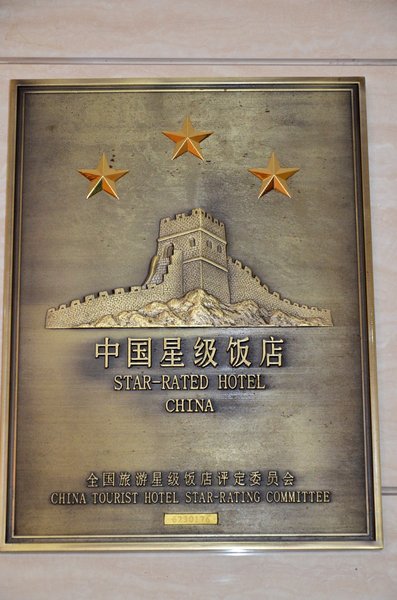 中国星级饭店
STAR-RATED HOTEL
CHINA
全国旅游星级饭店评定委员会
CHINA TOURIST HOTEL STAR-RATING COMMITTEE
6230176